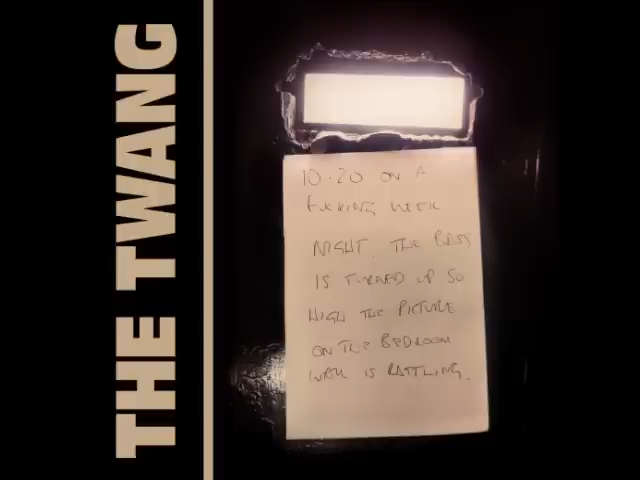 THE TWANG
10.20 ON A
FUCKING WEEK
NIGHT. THE BASS
IS TURNED UP SO
HIGH THE PICTURE
ON THE BEDROOM
WALL IS RATTLING.